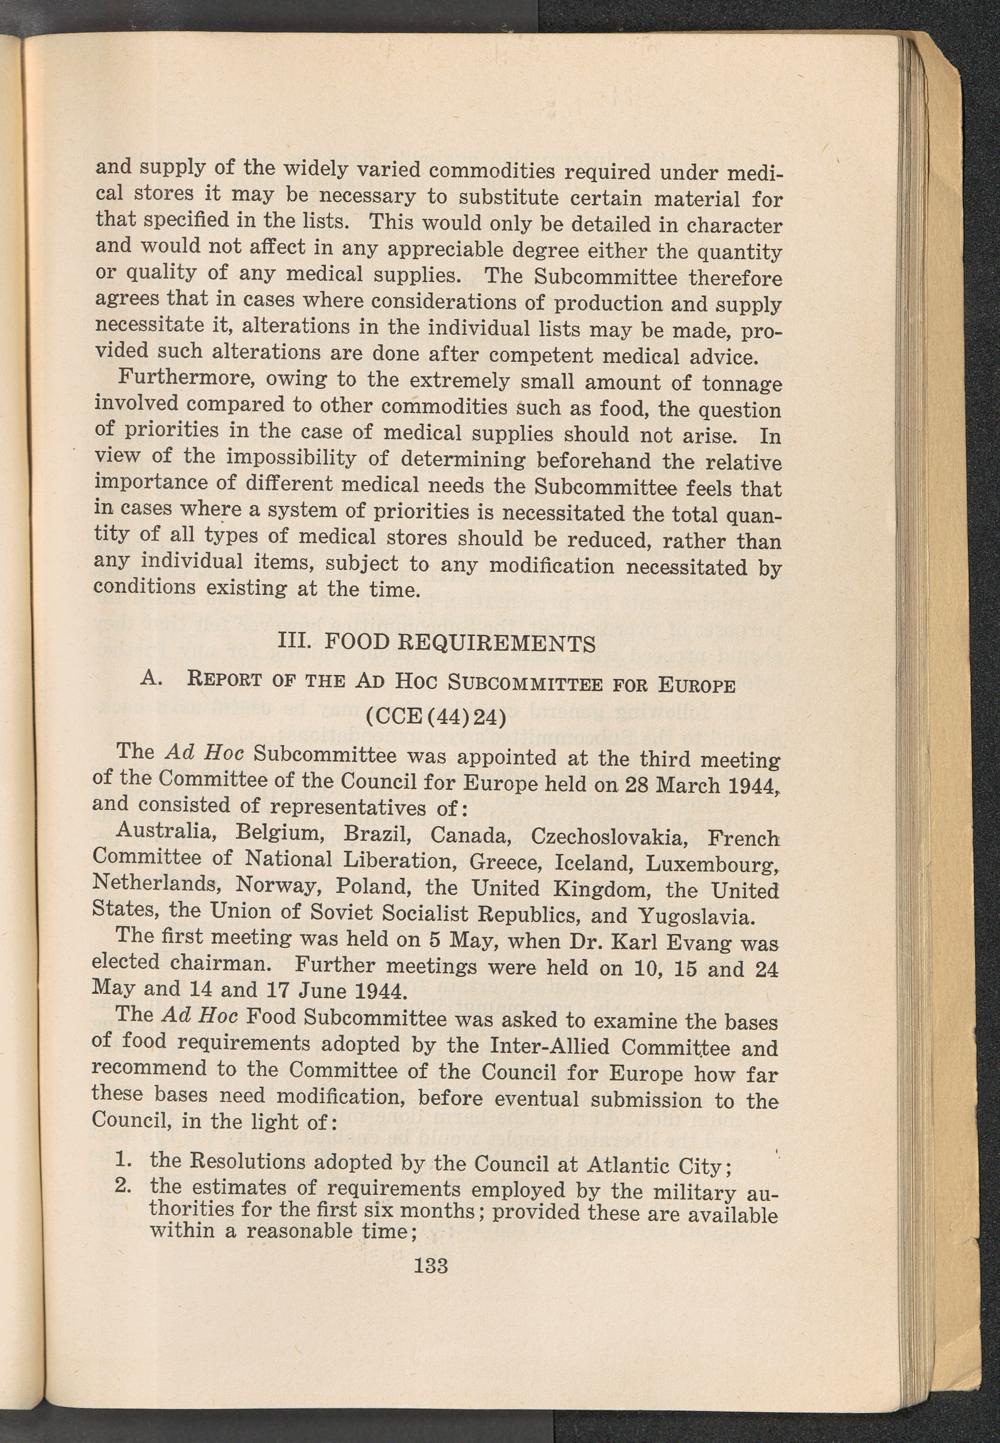 and supply of the widely varied commodities required under medi-
cal stores it may be necessary to substitute certain material for
that specified in the lists. This would only be detailed in character
and would not affect in any appreciable degree either the quantity
or quality of any medical supplies. The Subcommittee therefore
agrees that in cases where considerations of production and supply
necessitate it, alterations in the individual lists may be made, pro-
vided such alterations are done after competent medical advice.
Furthermore, owing to the extremely small amount of tonnage
involved compared to other commodities such as food, the question
of priorities in the case of medical supplies should not arise. In
view of the impossibility of determining beforehand the relative
importance of different medical needs the Subcommittee feels that
in cases where a system of priorities is necessitated the total quan-
tity of all types of medical stores should be reduced, rather than
any individual items, subject to any modification necessitated by
conditions existing at the time.
III. FOOD REQUIREMENTS
A. REPORT OF THE AD HOC SUBCOMMITTEE FOR EUROPE
(CCE(44)24)
The Ad Hoc Subcommittee was appointed at the third meeting
of the Committee of the Council for Europe held on 28 March 1944,
and consisted of representatives of:
Australia, Belgium, Brazil, Canada, Czechoslovakia, French
Committee of National Liberation, Greece, Iceland, Luxembourg,
Netherlands, Norway, Poland, the United Kingdom, the United
States, the Union of Soviet Socialist Republics, and Yugoslavia.
The first meeting was held on 5 May, when Dr. Karl Evang was
elected chairman. Further meetings were held on 10, 15 and 24
May and 14 and 17 June 1944.
The Ad Hoc Food Subcommittee was asked to examine the bases
of food requirements adopted by the Inter-Allied Committee and
recommend to the Committee of the Council for Europe how far
these bases need modification, before eventual submission to the
Council, in the light of:
1. the Resolutions adopted by the Council at Atlantic City;
2. the estimates of requirements employed by the military au-
thorities for the first six months; provided these are available
within a reasonable time;
133